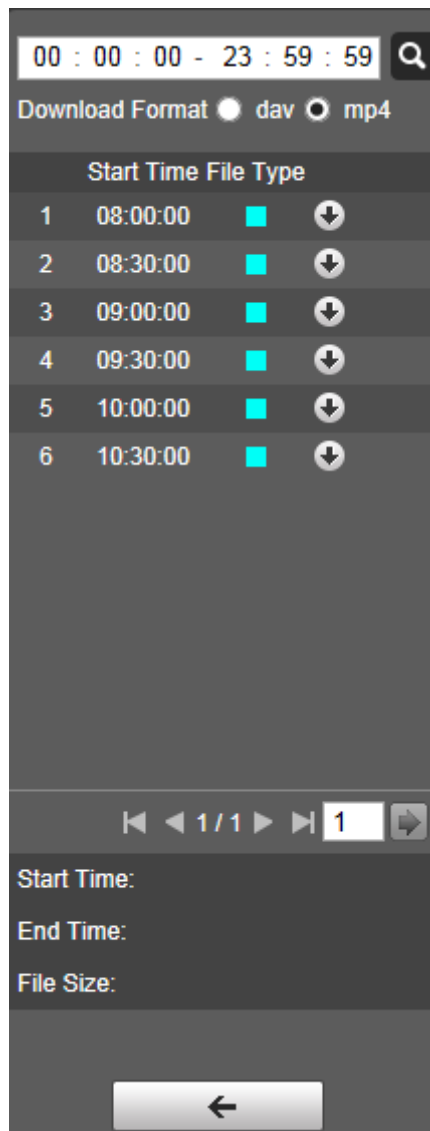 00 : 00 : 00 - 23 : 59 : 59
Download Format dav mp4
Start Time File Type
1 08:00:00
2 08:30:00
3 09:00:00
4 09:30:00
5 10:00:00
6 10:30:00
1 / 1 1
Start Time:
End Time:
File Size: